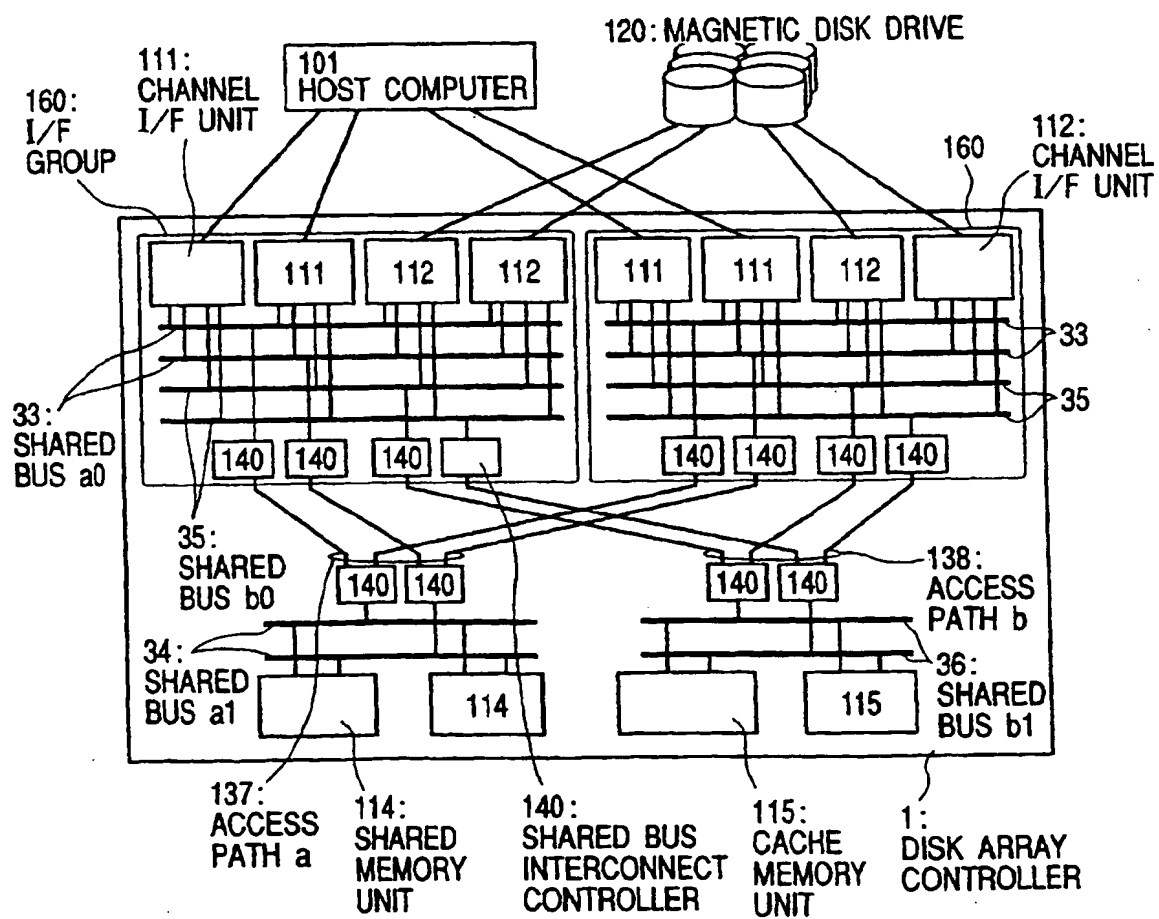 120: MAGNETIC DISK DRIVE
111:
CHANNEL
I/F UNIT
101
HOST COMPUTER
160:
I/F
GROUP
112:
CHANNEL
I/F UNIT
160
111
112
112
111
111
112
33
35
33:
SHARED
BUS a0
140
140
140
140
140
140
140
35:
SHARED
BUS b0
140
140
140
140
138:
ACCESS
PATH b
34:
SHARED
BUS a1
114
115
36:
SHARED
BUS b1
137:
ACCESS
PATH a
114:
SHARED
MEMORY
UNIT
140:
SHARED BUS
INTERCONNECT
CONTROLLER
115:
CACHE
MEMORY
UNIT
1:
DISK ARRAY
CONTROLLER